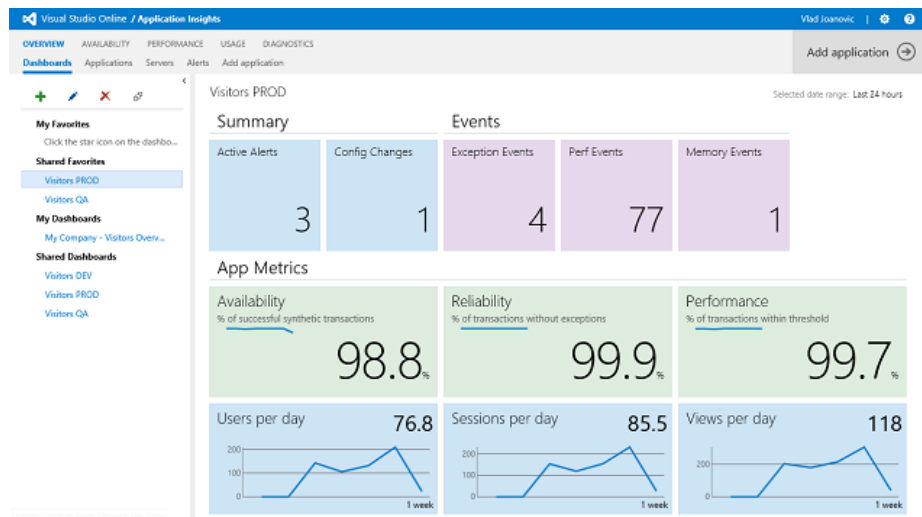 Visual Studio Online / Application Insights
Vlad Joanovic | ?
OVERVIEW AVAILABILITY PERFORMANCE USAGE DIAGNOSTICS
Dashboards Applications Servers Alerts Add application
Add application
Visitors PROD
Selected date range: Last 24 hours
My Favorites
Click the star icon on the dashbo...
Shared Favorites
Visitors PROD
Visitors QA
My Dashboards
My Company - Visitors Overv...
Shared Dashboards
Visitors DEV
Visitors PROD
Visitors QA
Summary
Events
Active Alerts
3
Config Changes
1
Exception Events
4
Perf Events
77
Memory Events
1
App Metrics
Availability
% of successful synthetic transactions
98.8%
Reliability
% of transactions without exceptions
99.9%
Performance
% of transactions within threshold
99.7%
Users per day 76.8
200
100
0
1 week
Sessions per day 85.5
200
100
0
1 week
Views per day 118
200
0
1 week